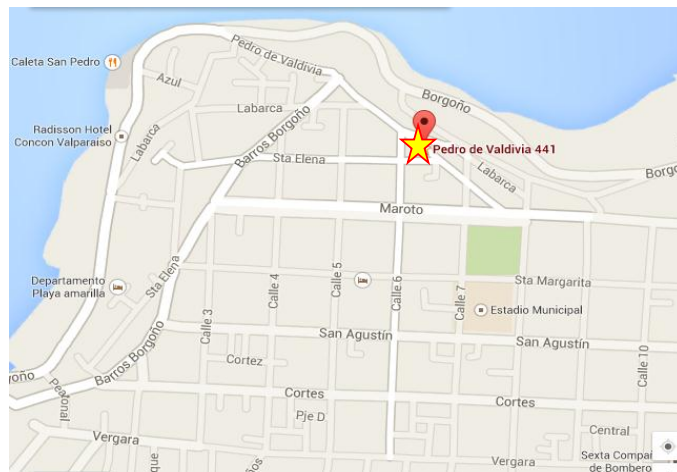 Pedro de Valdivia
Caleta San Pedro
Azul
Borgoño
Labarca
Radisson Hotel
Concon Valparaiso
Labarca
Barros Borgoño
Pedro de Valdivia 441
Sta Elena
Labarca
Borgo
Maroto
Departamento
Playa amarilla
Sta Elena
Calle 3
Calle 4
Calle 5
Calle 6
Calle 7
Sta Margarita
Estadio Municipal
San Agustín
San Agustín
Calle 10
Barros Borgoño
Cortez
oño
Peatonal
Cortes
Cortes
Pje D
Central
Vergara
Vergara
Sexta Compañ
de Bombero